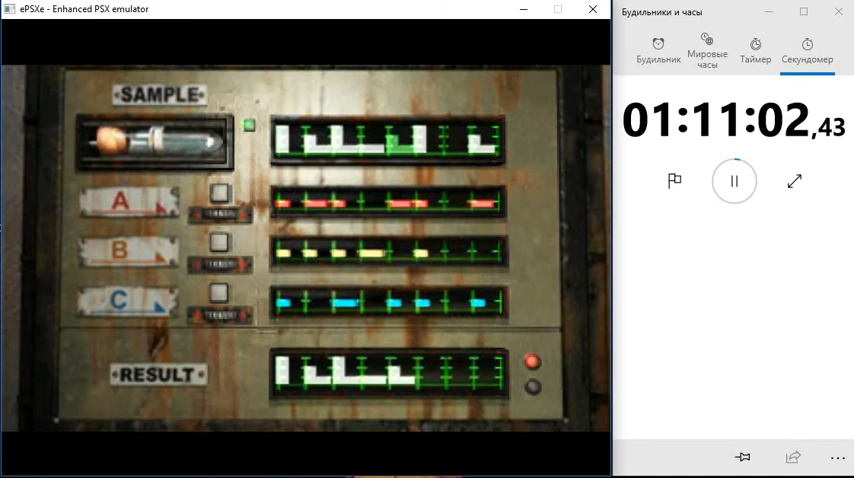 ePSXe - Enhanced PSX emulator
Будильники и часы
Будильник
Мировые часы
Таймер
Секундомер
01:11:02,43
SAMPLE
A
B
C
RESULT